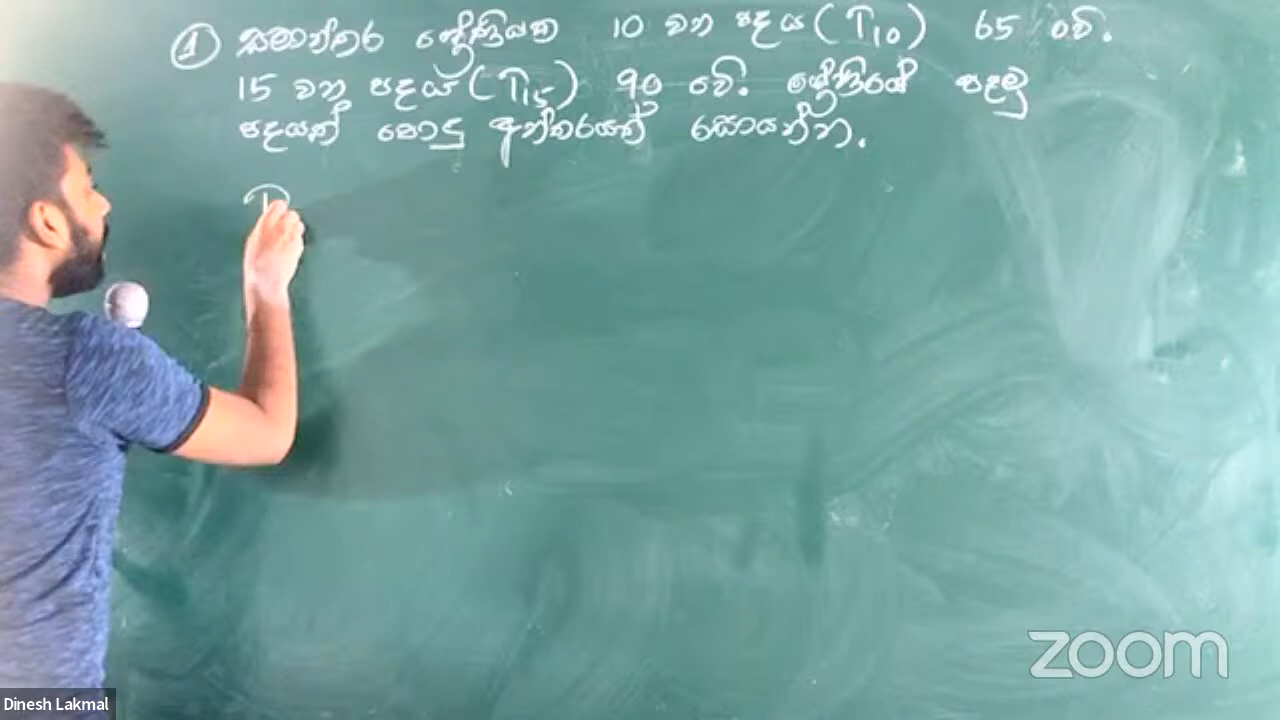 ① සමාන්තර ශ්‍රේණියක 10 වන පදය (T₁₀) 65 වේ.
15 වන පදය (T₁₅) 90 වේ. ශ්‍රේණියේ පළමු
පදයත් පොදු අන්තරයත් සොයන්න.
zoom
Dinesh Lakmal